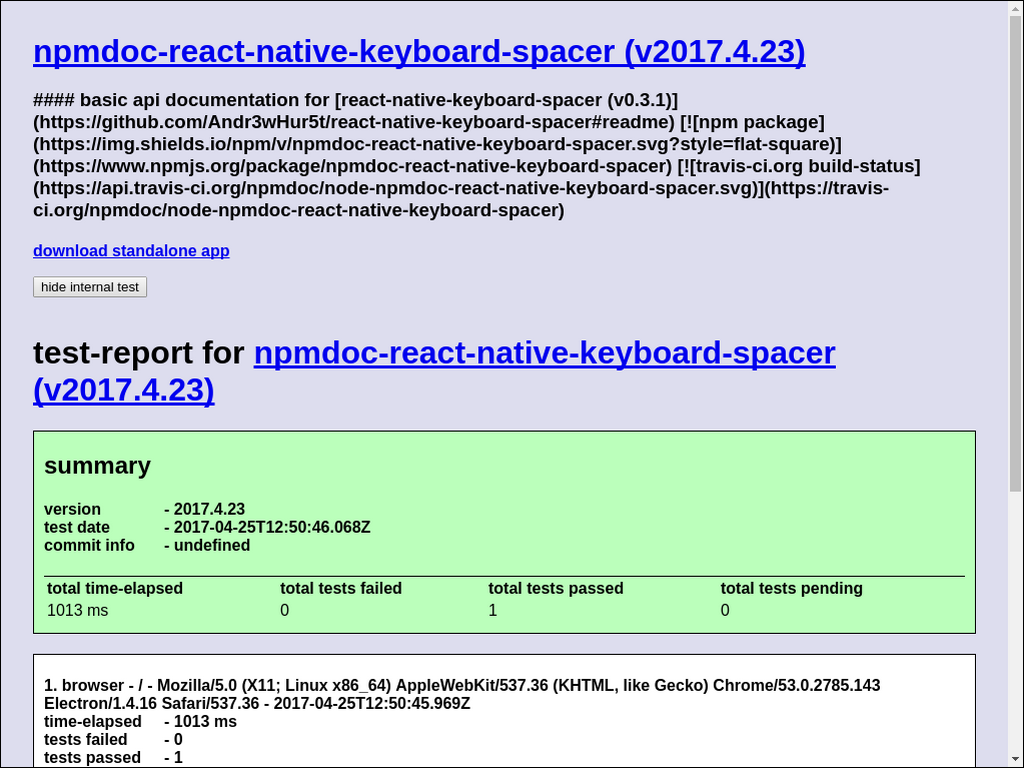 npmdoc-react-native-keyboard-spacer (v2017.4.23)
#### basic api documentation for [react-native-keyboard-spacer (v0.3.1)]
(https://github.com/Andr3wHur5t/react-native-keyboard-spacer#readme) [![npm package]
(https://img.shields.io/npm/v/npmdoc-react-native-keyboard-spacer.svg?style=flat-square)]
(https://www.npmjs.org/package/npmdoc-react-native-keyboard-spacer) [![travis-ci.org build-status]
(https://api.travis-ci.org/npmdoc/node-npmdoc-react-native-keyboard-spacer.svg)](https://travis-
ci.org/npmdoc/node-npmdoc-react-native-keyboard-spacer)
download standalone app
hide internal test
test-report for npmdoc-react-native-keyboard-spacer
(v2017.4.23)
summary
version - 2017.4.23
test date - 2017-04-25T12:50:46.068Z
commit info - undefined
total time-elapsed total tests failed total tests passed total tests pending
1013 ms 0 1 0
1. browser - / - Mozilla/5.0 (X11; Linux x86_64) AppleWebKit/537.36 (KHTML, like Gecko) Chrome/53.0.2785.143
Electron/1.4.16 Safari/537.36 - 2017-04-25T12:50:45.969Z
time-elapsed - 1013 ms
tests failed - 0
tests passed - 1